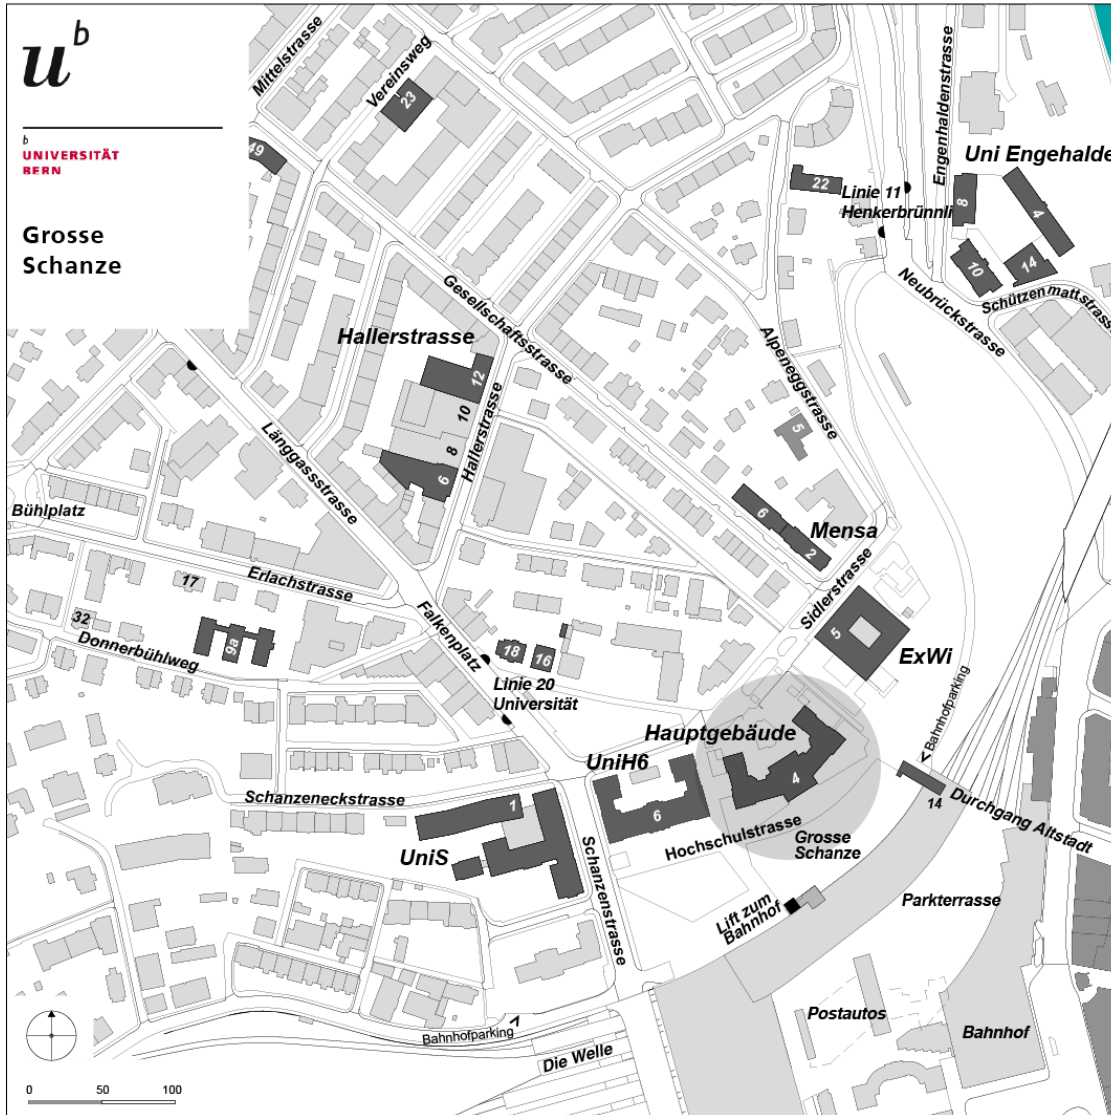 u b
b
UNIVERSITÄT
BERN
Grosse
Schanze
Mittelstrasse
Vereinsweg
23
49
Engenhaldenstrasse
Uni Engehalde
22
Linie 11
Henkerbrünnli
8
4
10
14
Schützenmattstrasse
Neubrückstrasse
Gesellschaftsstrasse
Hallerstrasse
12
10
8
6
Hallerstrasse
Alpeneggstrasse
5
Länggassstrasse
Bühlplatz
6
2
Mensa
Sidlerstrasse
Erlachstrasse
17
32
9a
Donnerbühlweg
Falkenplatz
18
16
Linie 20
Universität
5
ExWi
Bahnhofparking
Hauptgebäude
4
UniH6
6
Schanzeneckstrasse
1
UniS
Hochschulstrasse
Grosse
Schanze
14
Durchgang Altstadt
Schanzenstrasse
Lift zum
Bahnhof
Parkterrasse
Postautos
Bahnhof
Bahnhofparking
Die Welle
0 50 100